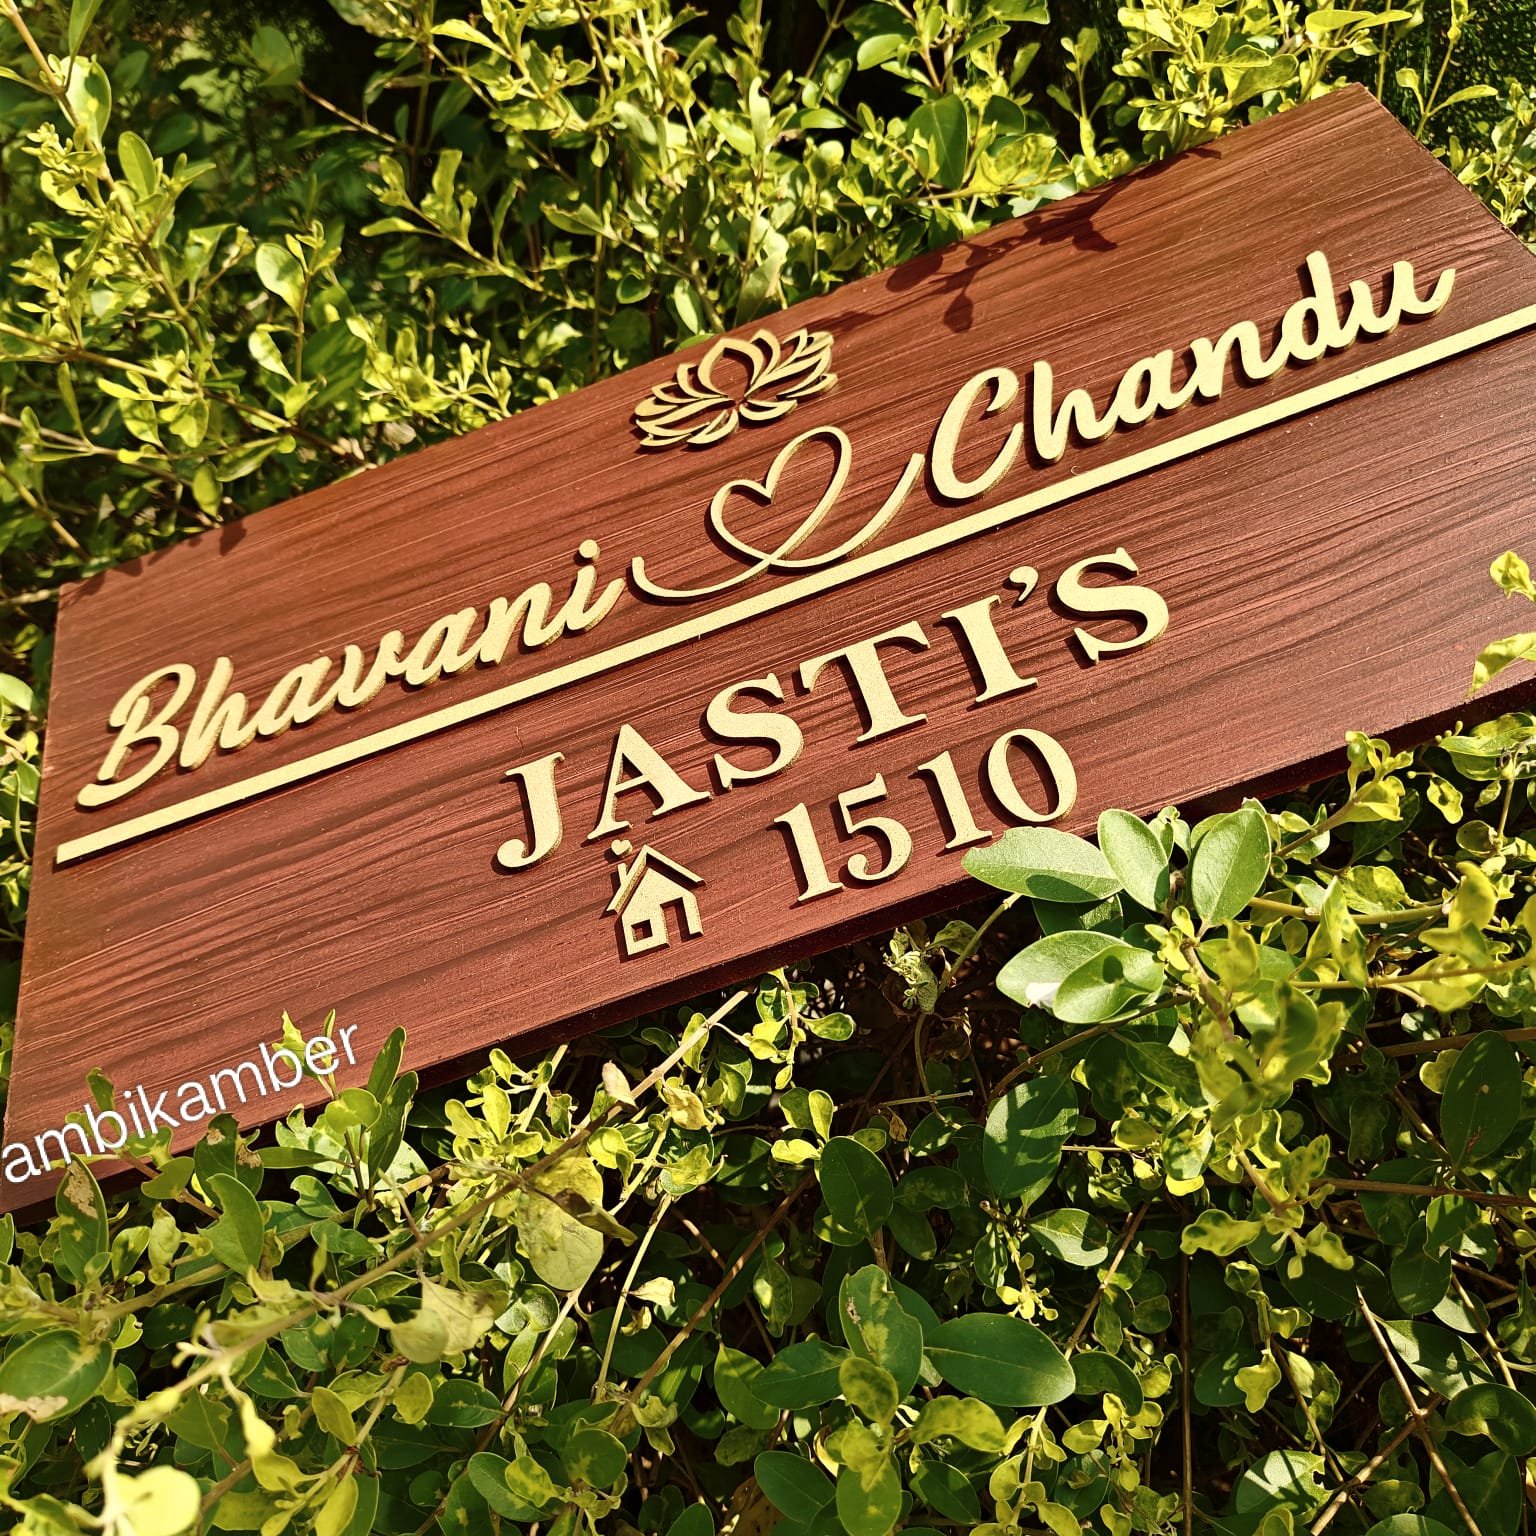 Bhavani Chandu
JASTI'S
1510
ambikamber